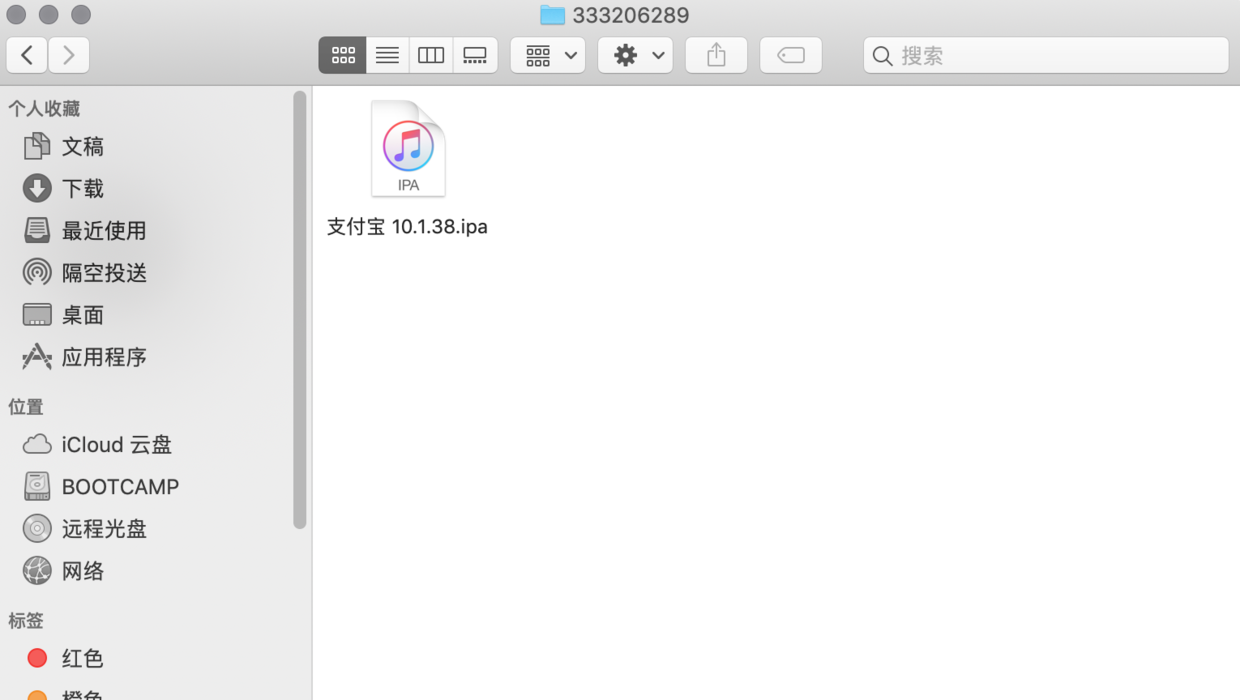 333206289
搜索
个人收藏
文稿
下载
最近使用
隔空投送
桌面
应用程序
位置
iCloud 云盘
BOOTCAMP
远程光盘
网络
标签
红色
橙色
IPA
支付宝 10.1.38.ipa